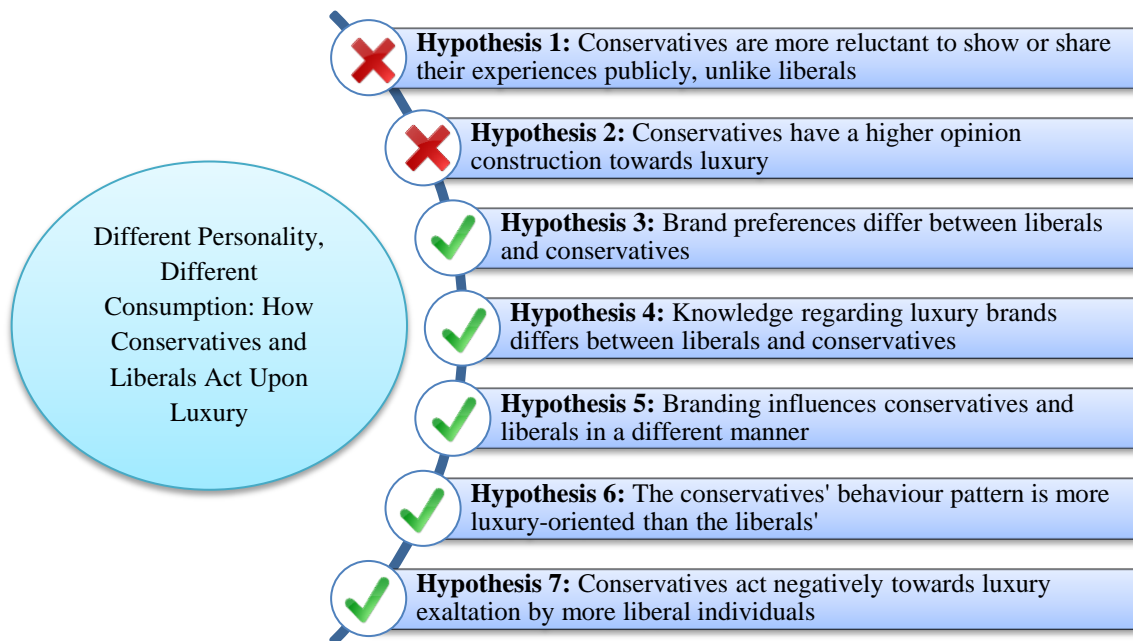 Different Personality,
Different
Consumption: How
Conservatives and
Liberals Act Upon
Luxury
Hypothesis 1: Conservatives are more reluctant to show or share
their experiences publicly, unlike liberals
Hypothesis 2: Conservatives have a higher opinion
construction towards luxury
Hypothesis 3: Brand preferences differ between liberals
and conservatives
Hypothesis 4: Knowledge regarding luxury brands
differs between liberals and conservatives
Hypothesis 5: Branding influences conservatives and
liberals in a different manner
Hypothesis 6: The conservatives' behaviour pattern is more
luxury-oriented than the liberals'
Hypothesis 7: Conservatives act negatively towards luxury
exaltation by more liberal individuals